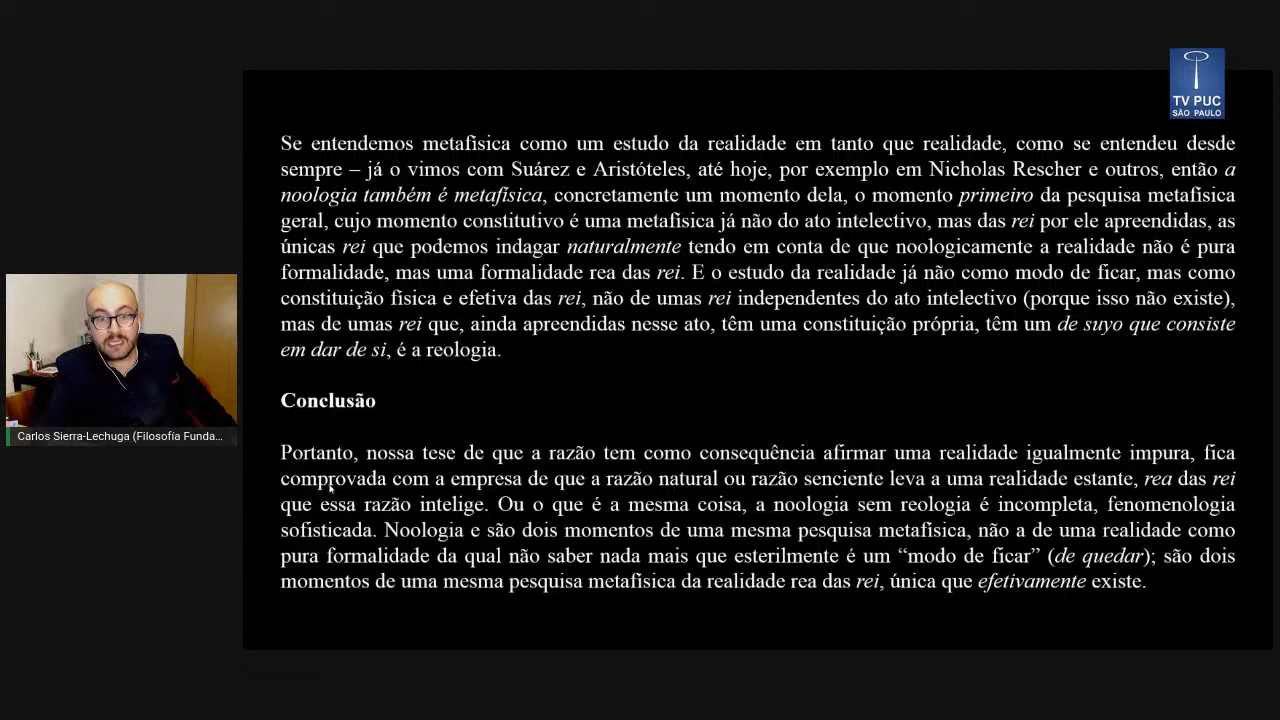 TV PUC
SÃO PAULO
Se entendemos metafísica como um estudo da realidade em tanto que realidade, como se entendeu desde
sempre – já o vimos com Suárez e Aristóteles, até hoje, por exemplo em Nicholas Rescher e outros, então a
noologia também é metafísica, concretamente um momento dela, o momento primeiro da pesquisa metafísica
geral, cujo momento constitutivo é uma metafísica já não do ato intelectivo, mas das rei por ele apreendidas, as
únicas rei que podemos indagar naturalmente tendo em conta de que noologicamente a realidade não é pura
formalidade, mas uma formalidade rea das rei. E o estudo da realidade já não como modo de ficar, mas como
constituição física e efetiva das rei, não de umas rei independentes do ato intelectivo (porque isso não existe),
mas de umas rei que, ainda apreendidas nesse ato, têm uma constituição própria, têm um de suyo que consiste
em dar de si, é a reologia.
Conclusão
Portanto, nossa tese de que a razão tem como consequência afirmar uma realidade igualmente impura, fica
comprovada com a empresa de que a razão natural ou razão senciente leva a uma realidade estante, rea das rei
que essa razão intelige. Ou o que é a mesma coisa, a noologia sem reologia é incompleta, fenomenologia
sofisticada. Noologia e são dois momentos de uma mesma pesquisa metafísica, não a de uma realidade como
pura formalidade da qual não saber nada mais que esterilmente é um “modo de ficar” (de quedar); são dois
momentos de uma mesma pesquisa metafísica da realidade rea das rei, única que efetivamente existe.
Carlos Sierra-Lechuga (Filosofía Funda...